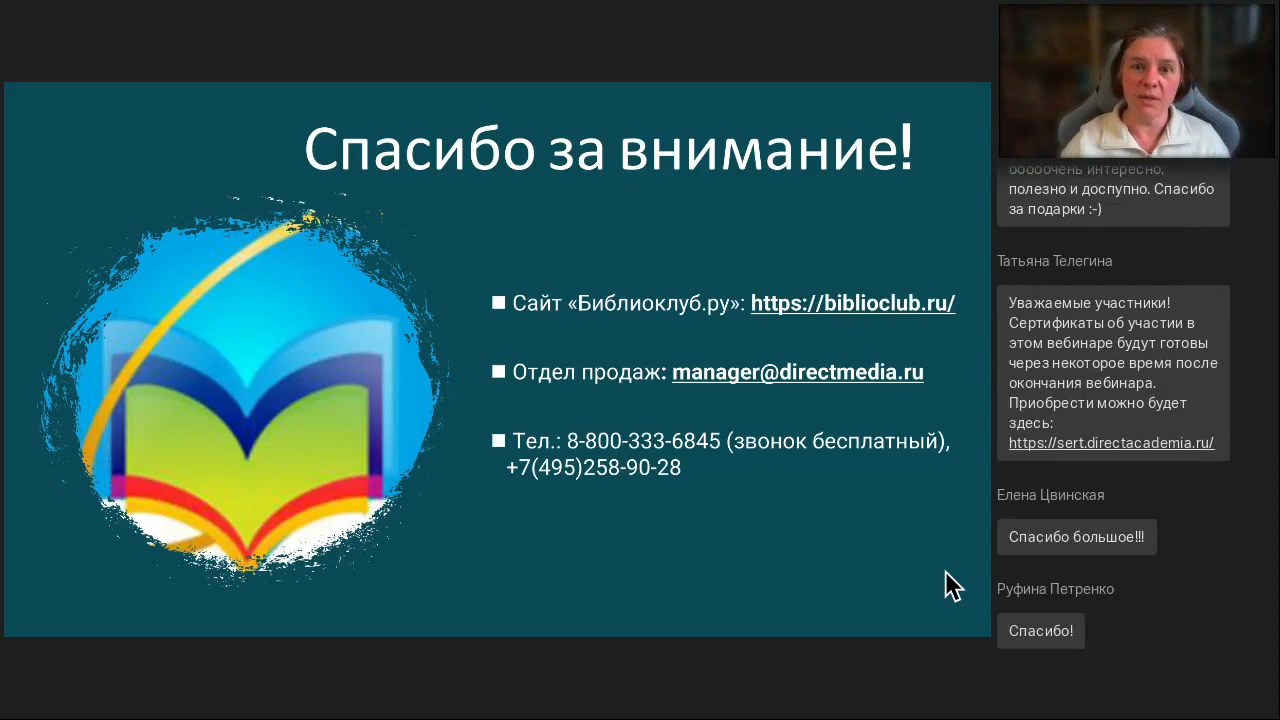 Спасибо за внимание!
Сайт «Библиоклуб.ру»: https://biblioclub.ru/
Отдел продаж: manager@directmedia.ru
Тел.: 8-800-333-6845 (звонок бесплатный),
+7(495)258-90-28
оооооочень интересно,
полезно и доступно. Спасибо
за подарки :-)
Татьяна Телегина
Уважаемые участники!
Сертификаты об участии в
этом вебинаре будут готовы
через некоторое время после
окончания вебинара.
Приобрести можно будет
здесь:
https://sert.directacademia.ru/
Елена Цвинская
Спасибо большое!!!
Руфина Петренко
Спасибо!